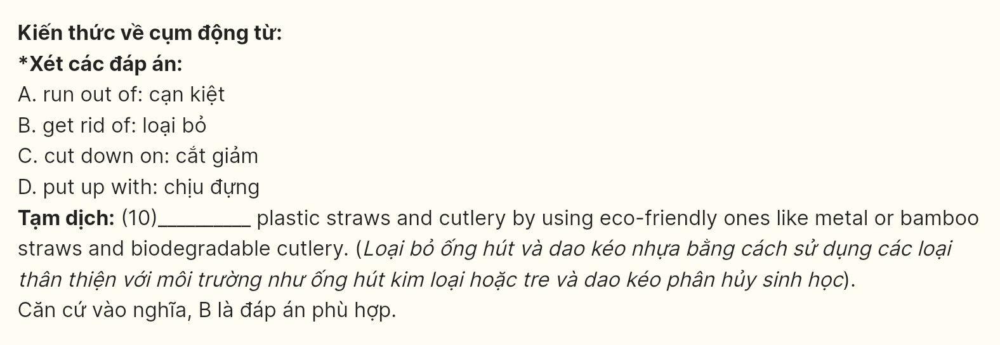 Kiến thức về cụm động từ:
*Xét các đáp án:
A. run out of: cạn kiệt
B. get rid of: loại bỏ
C. cut down on: cắt giảm
D. put up with: chịu đựng
Tạm dịch: (10)__________ plastic straws and cutlery by using eco-friendly ones like metal or bamboo
straws and biodegradable cutlery. (Loại bỏ ống hút và dao kéo nhựa bằng cách sử dụng các loại
thân thiện với môi trường như ống hút kim loại hoặc tre và dao kéo phân hủy sinh học).
Căn cứ vào nghĩa, B là đáp án phù hợp.